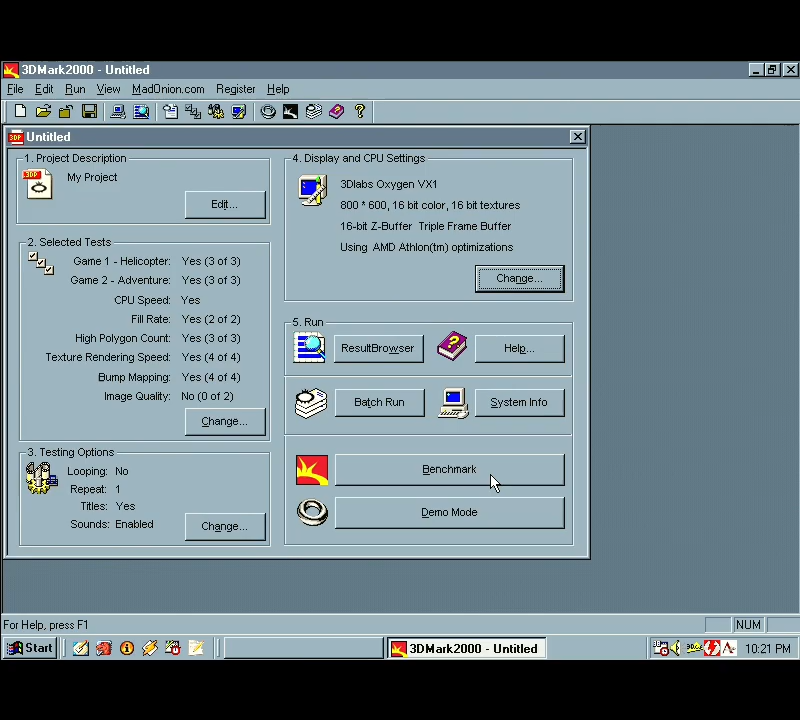 3DMark2000 - Untitled
File Edit Run View MadOnion.com Register Help
Untitled
1. Project Description
My Project
Edit...
2. Selected Tests
Game 1 - Helicopter: Yes (3 of 3)
Game 2 - Adventure: Yes (3 of 3)
CPU Speed: Yes
Fill Rate: Yes (2 of 2)
High Polygon Count: Yes (3 of 3)
Texture Rendering Speed: Yes (4 of 4)
Bump Mapping: Yes (4 of 4)
Image Quality: No (0 of 2)
Change...
3. Testing Options
Looping: No
Repeat: 1
Titles: Yes
Sounds: Enabled
Change...
4. Display and CPU Settings
3Dlabs Oxygen VX1
800 * 600, 16 bit color, 16 bit textures
16-bit Z-Buffer Triple Frame Buffer
Using AMD Athlon(tm) optimizations
Change...
5. Run
ResultBrowser
Help...
Batch Run
System Info
Benchmark
Demo Mode
For Help, press F1
NUM
Start
3DMark2000 - Untitled
10:21 PM